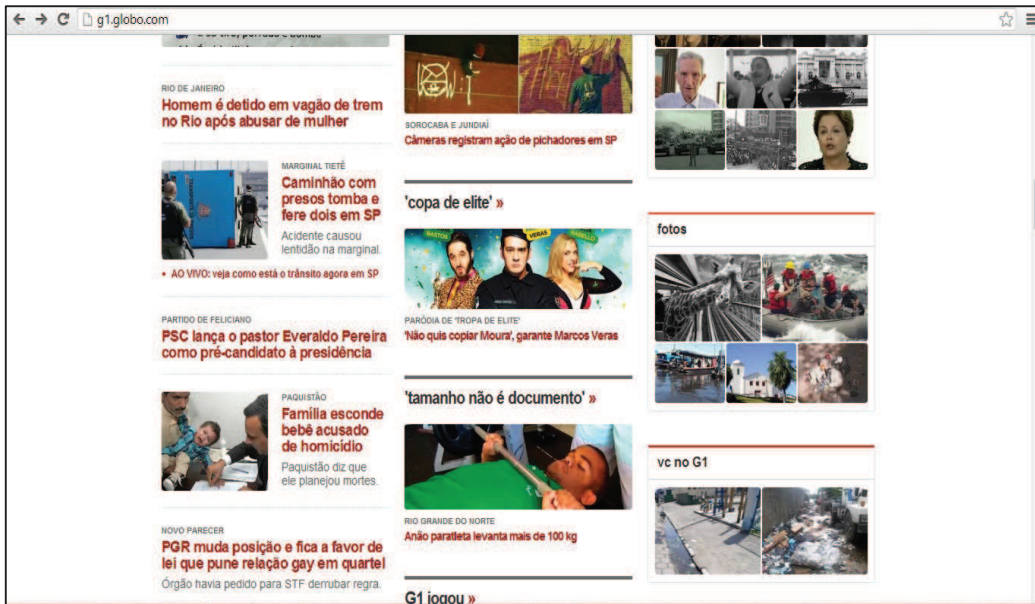 g1.globo.com
RIO DE JANEIRO
Homem é detido em vagão de trem
no Rio após abusar de mulher
MARGINAL TIETÊ
Caminhão com
presos tomba e
fere dois em SP
Acidente causou
lentidão na marginal.
• AO VIVO: veja como está o trânsito agora em SP
PARTIDO DE FELICIANO
PSC lança o pastor Everaldo Pereira
como pré-candidato à presidência
PAQUISTÃO
Família esconde
bebê acusado
de homicídio
Paquistão diz que
ele planejou mortes.
NOVO PARECER
PGR muda posição e fica a favor de
lei que pune relação gay em quartel
Órgão havia pedido para STF derrubar regra.
SOROCABA E JUNDIAÍ
Câmeras registram ação de pichadores em SP
'copa de elite' »
BASTOS
VERAS
RABELLO
PARÓDIA DE 'TROPA DE ELITE'
'Não quis copiar Moura', garante Marcos Veras
'tamanho não é documento' »
RIO GRANDE DO NORTE
Anão paratleta levanta mais de 100 kg
G1 jogou »
fotos
vc no G1